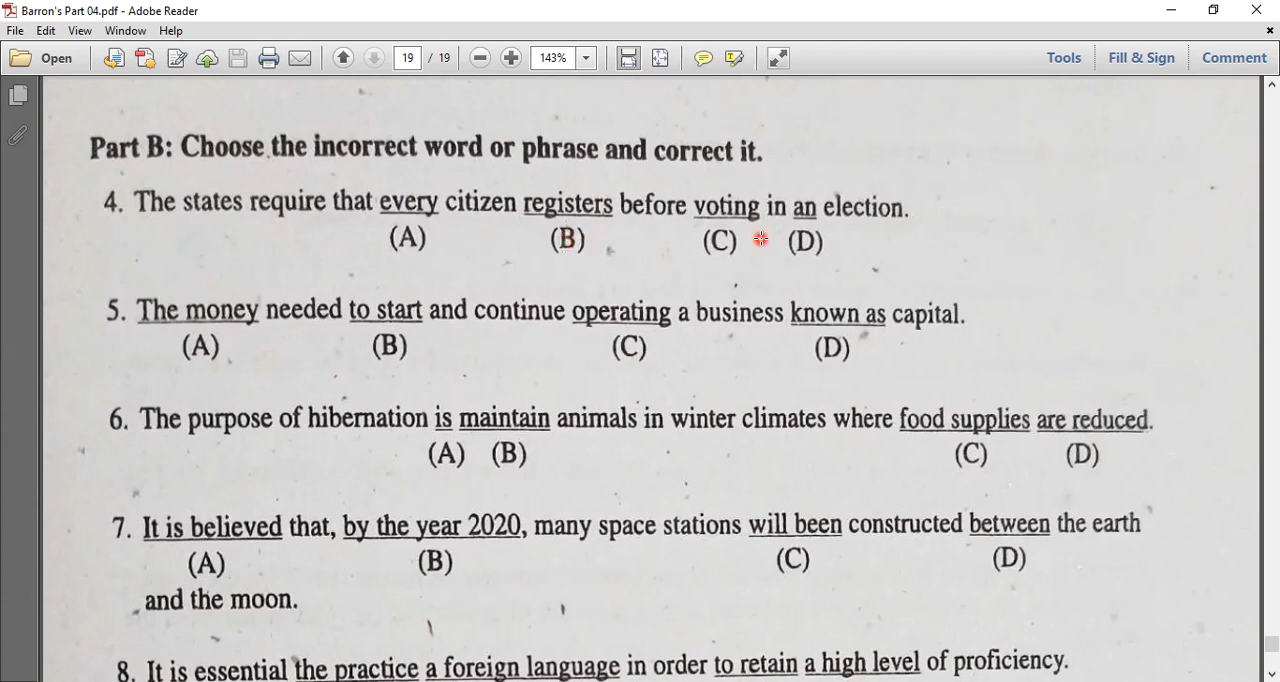 Barron's Part 04.pdf - Adobe Reader
File Edit View Window Help
Open 19 / 19 143% Tools Fill & Sign Comment
Part B: Choose the incorrect word or phrase and correct it.
4. The states require that every citizen registers before voting in an election.
(A) (B) (C) (D)
5. The money needed to start and continue operating a business known as capital.
(A) (B) (C) (D)
6. The purpose of hibernation is maintain animals in winter climates where food supplies are reduced.
(A) (B) (C) (D)
7. It is believed that, by the year 2020, many space stations will been constructed between the earth
(A) (B) (C) (D)
and the moon.
8. It is essential the practice a foreign language in order to retain a high level of proficiency.